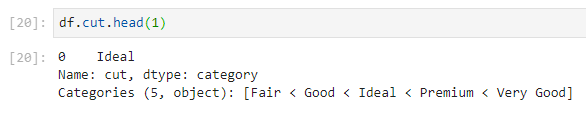 [20]: df.cut.head(1)
[20]: 0    Ideal
Name: cut, dtype: category
Categories (5, object): [Fair < Good < Ideal < Premium < Very Good]